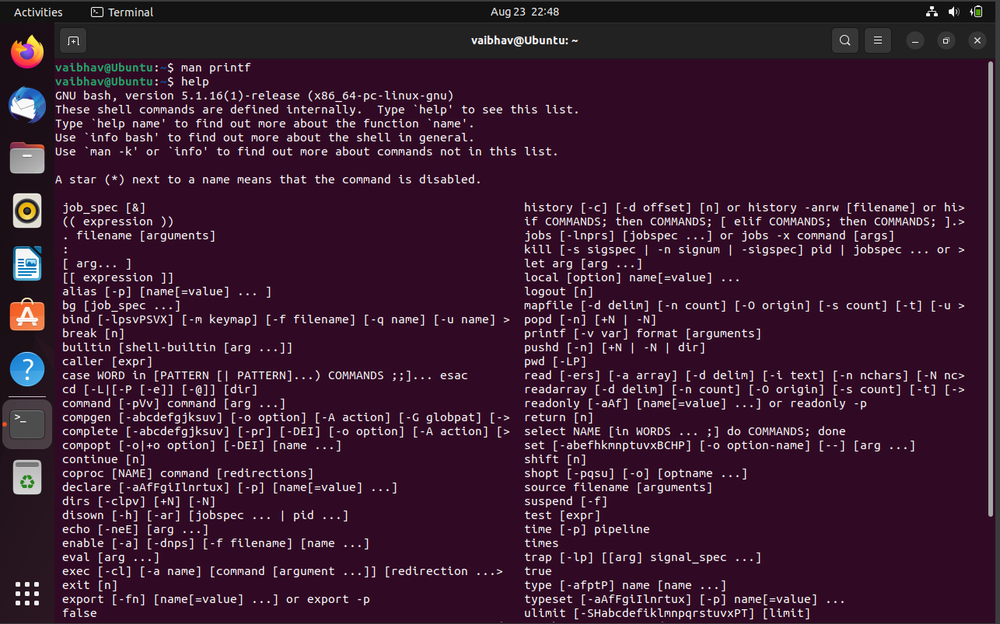 Activities
Terminal
Aug 23 22:48
vaibhav@Ubuntu: ~
vaibhav@Ubuntu:~$ man printf
vaibhav@Ubuntu:~$ help
GNU bash, version 5.1.16(1)-release (x86_64-pc-linux-gnu)
These shell commands are defined internally.  Type `help' to see this list.
Type `help name' to find out more about the function `name'.
Use `info bash' to find out more about the shell in general.
Use `man -k' or `info' to find out more about commands not in this list.
A star (*) next to a name means that the command is disabled.
job_spec [&]
(( expression ))
. filename [arguments]
:
[ arg... ]
[[ expression ]]
alias [-p] [name[=value] ... ]
bg [job_spec ...]
bind [-lpsvPSVX] [-m keymap] [-f filename] [-q name] [-u name] >
break [n]
builtin [shell-builtin [arg ...]]
caller [expr]
case WORD in [PATTERN [| PATTERN]...) COMMANDS ;;]... esac
cd [-L|[-P [-e]] [-@]] [dir]
command [-pVv] command [arg ...]
compgen [-abcdefgjksuv] [-o option] [-A action] [-G globpat] [->
complete [-abcdefgjksuv] [-pr] [-DEI] [-o option] [-A action] [>
compopt [-o|+o option] [-DEI] [name ...]
continue [n]
coproc [NAME] command [redirections]
declare [-aAfFgiIlnrtux] [-p] [name[=value] ...]
dirs [-clpv] [+N] [-N]
disown [-h] [-ar] [jobspec ... | pid ...]
echo [-neE] [arg ...]
enable [-a] [-dnps] [-f filename] [name ...]
eval [arg ...]
exec [-cl] [-a name] [command [argument ...]] [redirection ...>
exit [n]
export [-fn] [name[=value] ...] or export -p
false
history [-c] [-d offset] [n] or history -anrw [filename] or hi>
if COMMANDS; then COMMANDS; [ elif COMMANDS; then COMMANDS; ].>
jobs [-lnprs] [jobspec ...] or jobs -x command [args]
kill [-s sigspec | -n signum | -sigspec] pid | jobspec ... or >
let arg [arg ...]
local [option] name[=value] ...
logout [n]
mapfile [-d delim] [-n count] [-O origin] [-s count] [-t] [-u >
popd [-n] [+N | -N]
printf [-v var] format [arguments]
pushd [-n] [+N | -N | dir]
pwd [-LP]
read [-ers] [-a array] [-d delim] [-i text] [-n nchars] [-N nc>
readarray [-d delim] [-n count] [-O origin] [-s count] [-t] [->
readonly [-aAf] [name[=value] ...] or readonly -p
return [n]
select NAME [in WORDS ... ;] do COMMANDS; done
set [-abefhkmnptuvxBCHP] [-o option-name] [--] [arg ...]
shift [n]
shopt [-pqsu] [-o] [optname ...]
source filename [arguments]
suspend [-f]
test [expr]
time [-p] pipeline
times
trap [-lp] [[arg] signal_spec ...]
true
type [-afptP] name [name ...]
typeset [-aAfFgiIlnrtux] [-p] name[=value] ...
ulimit [-SHabcdefiklmnpqrstuvxPT] [limit]